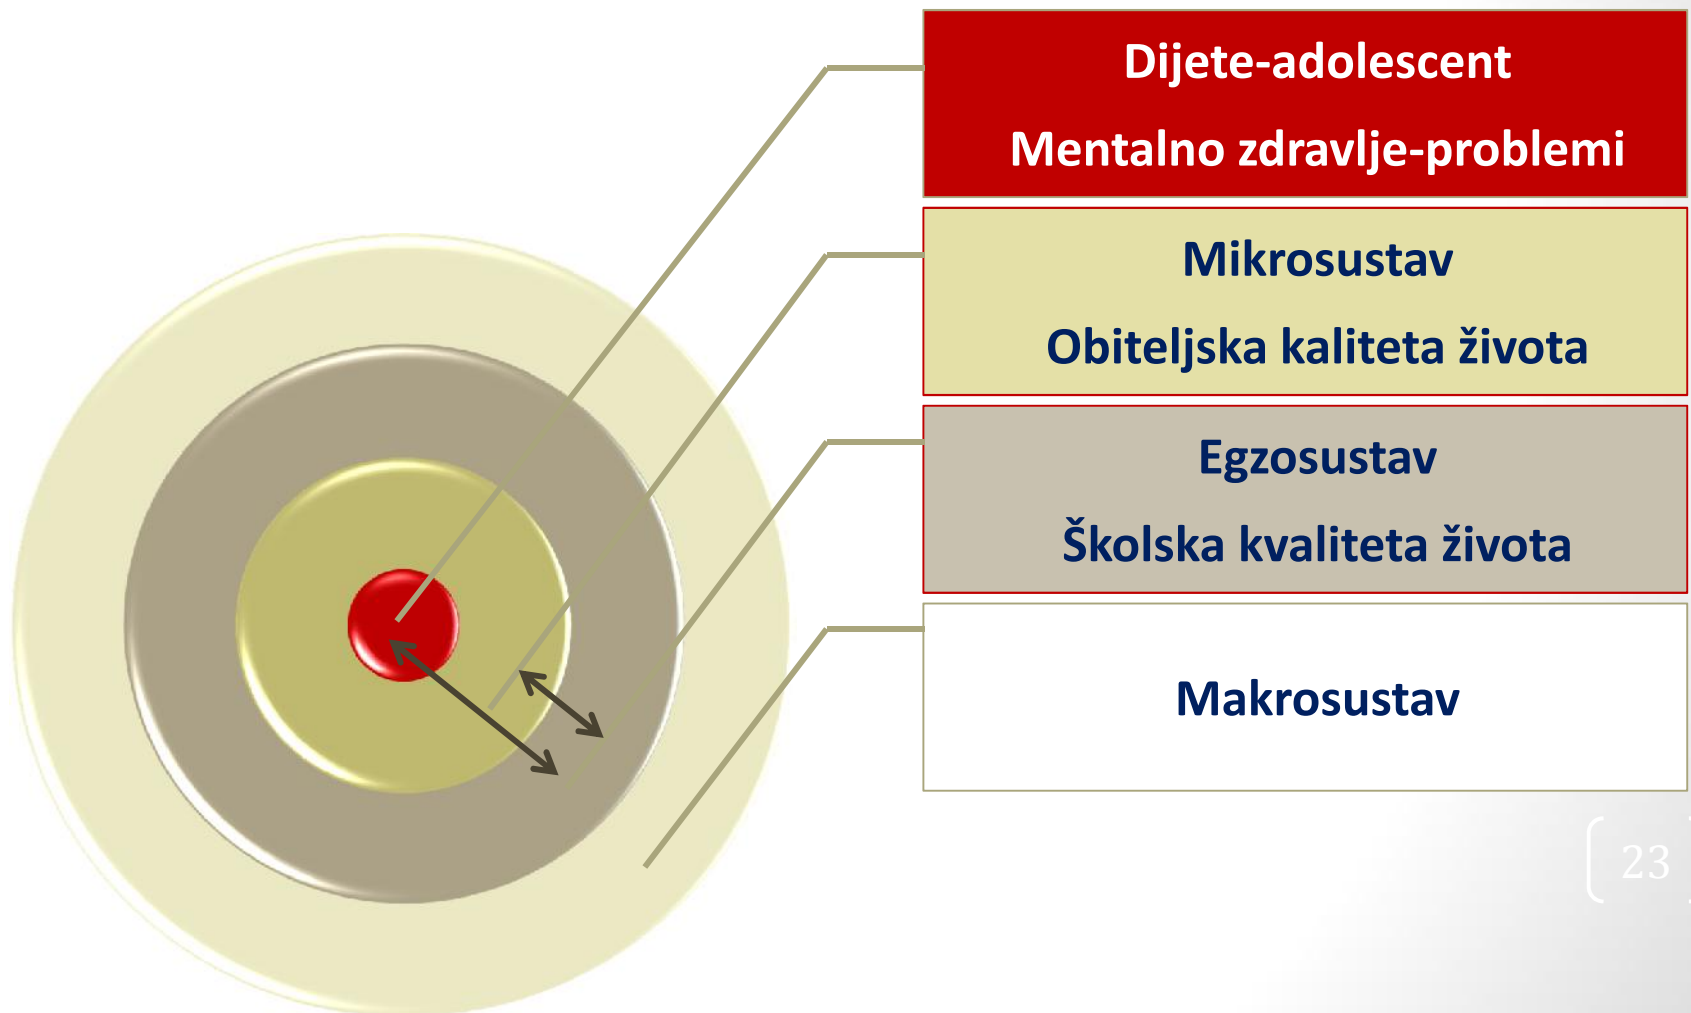 Dijete-adolescent
Mentalno zdravlje-problemi
Mikrosustav
Obiteljska kaliteta života
Egzosustav
Školska kvaliteta života
Makrosustav
23